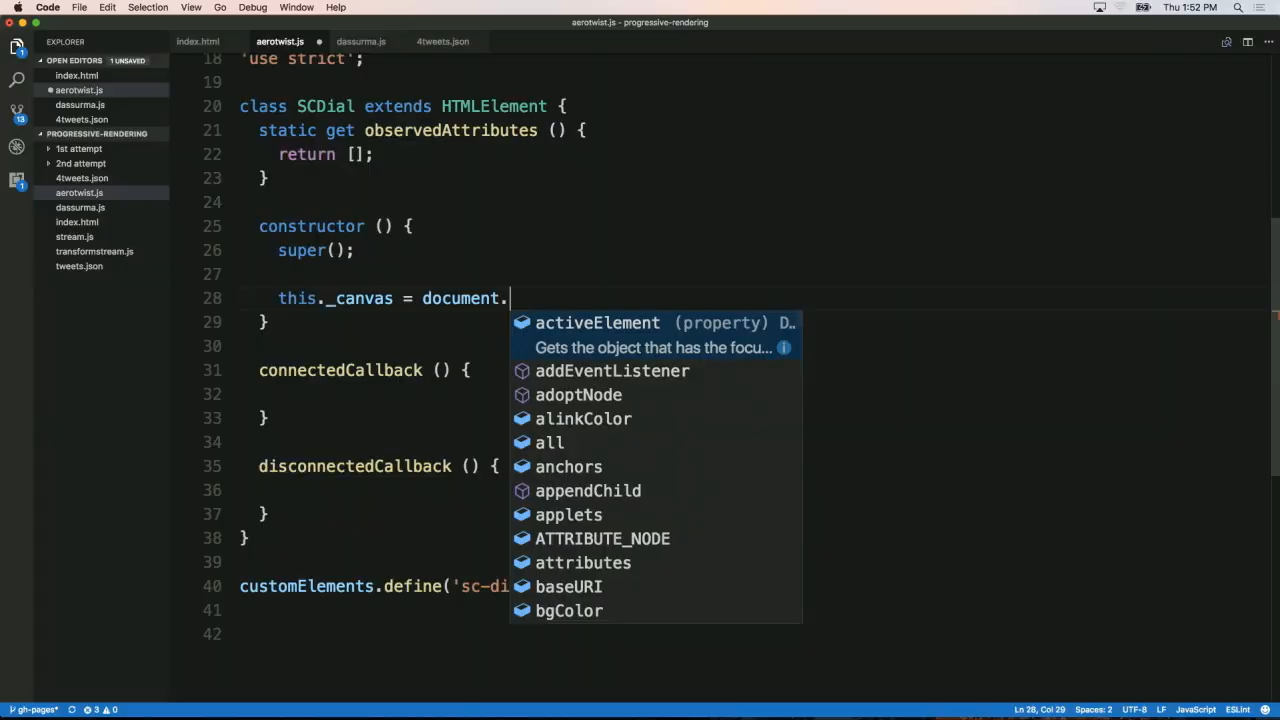 Code File Edit Selection View Go Debug Window Help Thu 1:52 PM
aerotwist.js - progressive-rendering
EXPLORER
OPEN EDITORS 1 UNSAVED
index.html
aerotwist.js
dassurma.js
4tweets.json
PROGRESSIVE-RENDERING
1st attempt
2nd attempt
4tweets.json
aerotwist.js
dassurma.js
index.html
stream.js
transformstream.js
tweets.json
1
13
1
index.html aerotwist.js dassurma.js 4tweets.json
18 'use strict';
19
20 class SCDial extends HTMLElement {
21 static get observedAttributes () {
22 return [];
23 }
24
25 constructor () {
26 super();
27
28 this._canvas = document.
29 }
30
31 connectedCallback () {
32
33 }
34
35 disconnectedCallback () {
36
37 }
38 }
39
40 customElements.define('sc-di
41
42
activeElement (property) D…
Gets the object that has the focu...
addEventListener
adoptNode
alinkColor
all
anchors
appendChild
applets
ATTRIBUTE_NODE
attributes
baseURI
bgColor
gh-pages* 3 0 Ln 28, Col 29 Spaces: 2 UTF-8 LF JavaScript ESLint